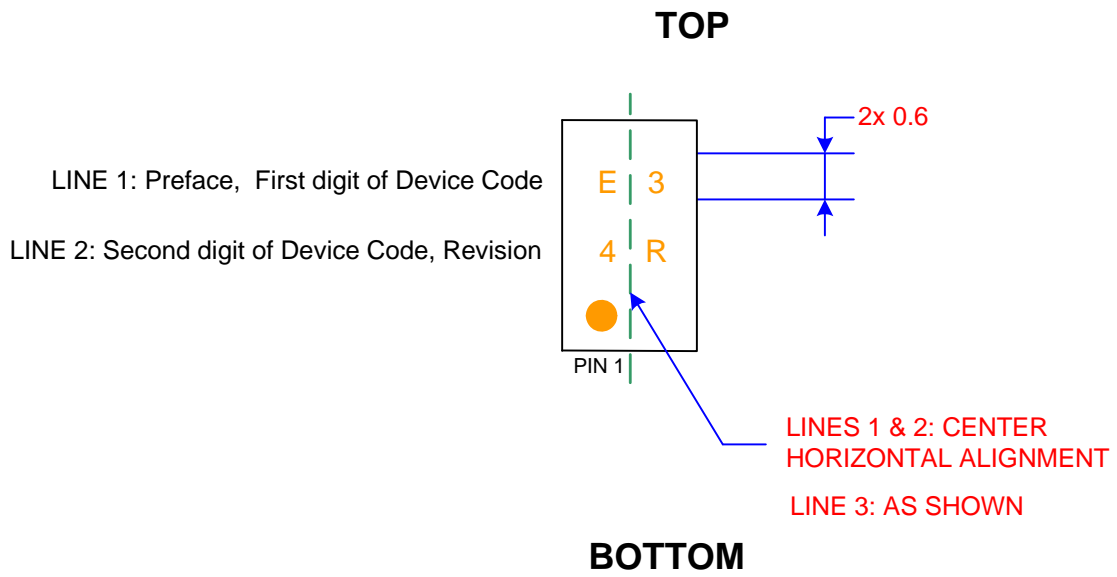 TOP
2x 0.6
LINE 1: Preface, First digit of Device Code
E 3
LINE 2: Second digit of Device Code, Revision
4 R
PIN 1
LINES 1 & 2: CENTER
HORIZONTAL ALIGNMENT
LINE 3: AS SHOWN
BOTTOM